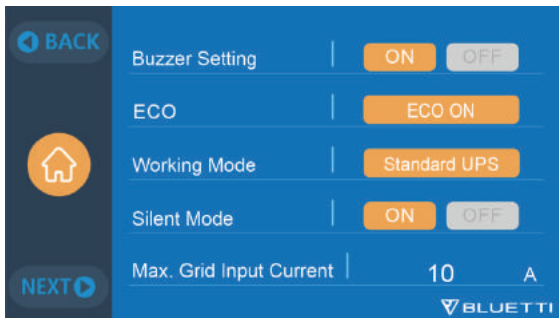 BACK
Buzzer Setting ON OFF
ECO ECO ON
Working Mode Standard UPS
Silent Mode ON OFF
Max. Grid Input Current 10 A
NEXT
BLUETTI